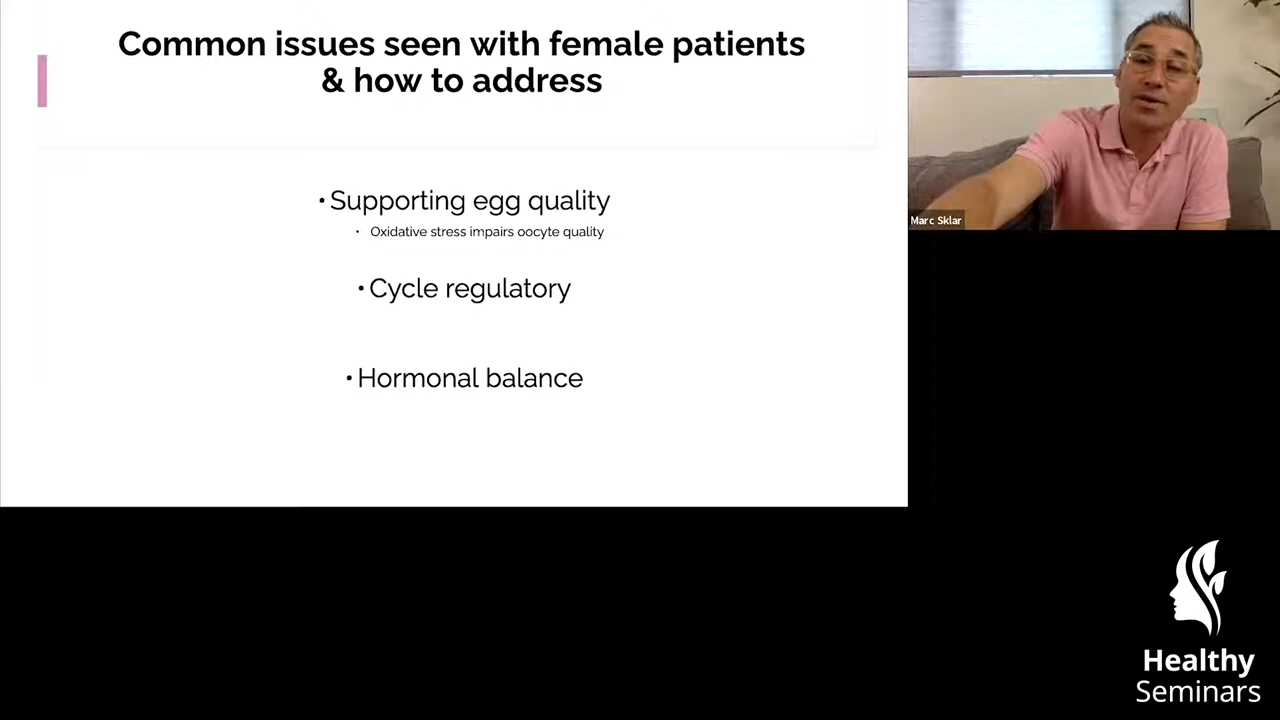 Common issues seen with female patients
& how to address
• Supporting egg quality
• Oxidative stress impairs oocyte quality
• Cycle regulatory
• Hormonal balance
Marc Sklar
Healthy
Seminars